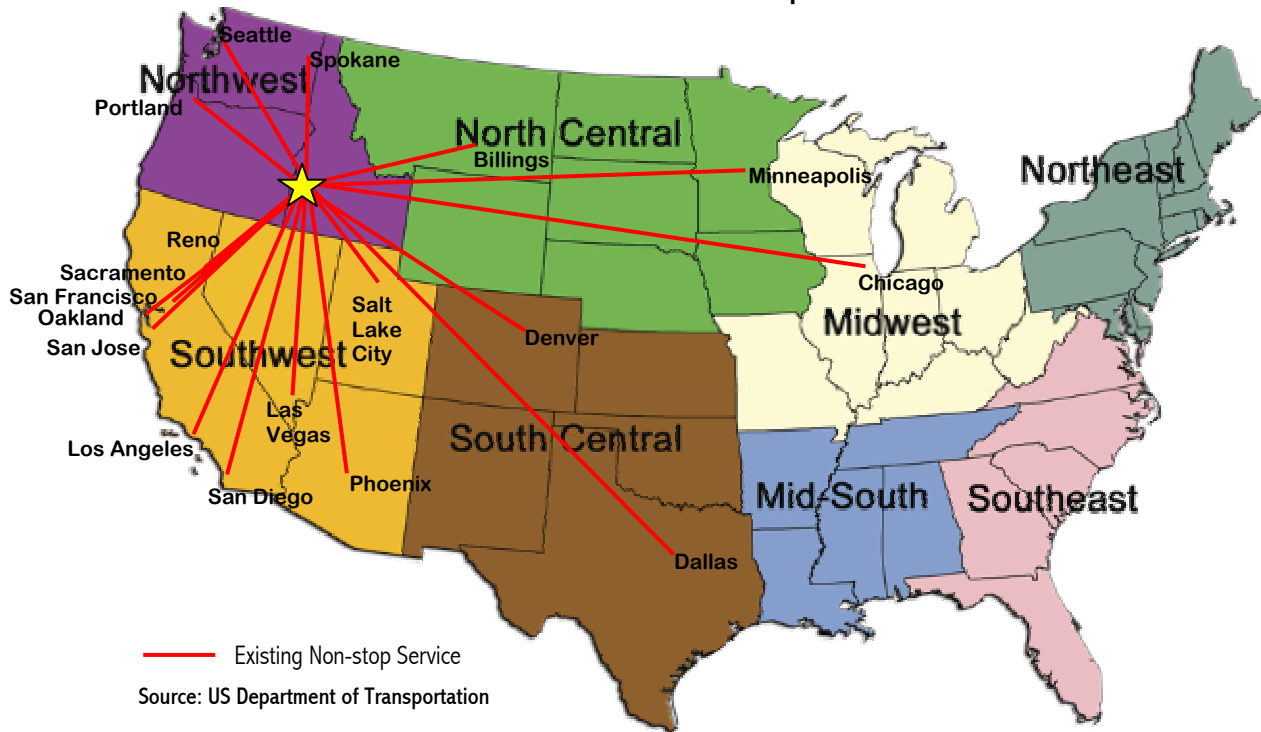 Seattle
Spokane
Northwest
Portland
North Central
Billings
Minneapolis
Northeast
Reno
Sacramento
San Francisco
Oakland
San Jose
Salt
Lake
City
Denver
Chicago
Midwest
Southwest
Las
Vegas
Los Angeles
South Central
San Diego
Phoenix
Mid-South
Southeast
Dallas
Existing Non-stop Service
Source: US Department of Transportation